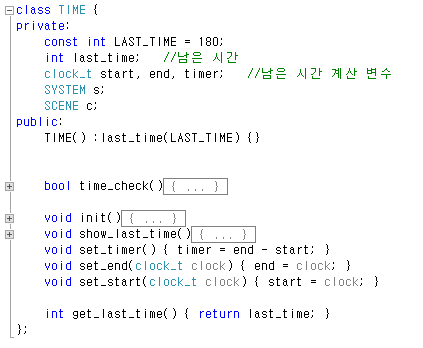 class TIME {
private:
const int LAST_TIME = 180;
int last_time; //남은 시간
clock_t start, end, timer; //남은 시간 계산 변수
SYSTEM s;
SCENE c;
public:
TIME() :last_time(LAST_TIME) {}
bool time_check(){ ... }
void init(){ ... }
void show_last_time(){ ... }
void set_timer() { timer = end - start; }
void set_end(clock_t clock) { end = clock; }
void set_start(clock_t clock) { start = clock; }
int get_last_time() { return last_time; }
};